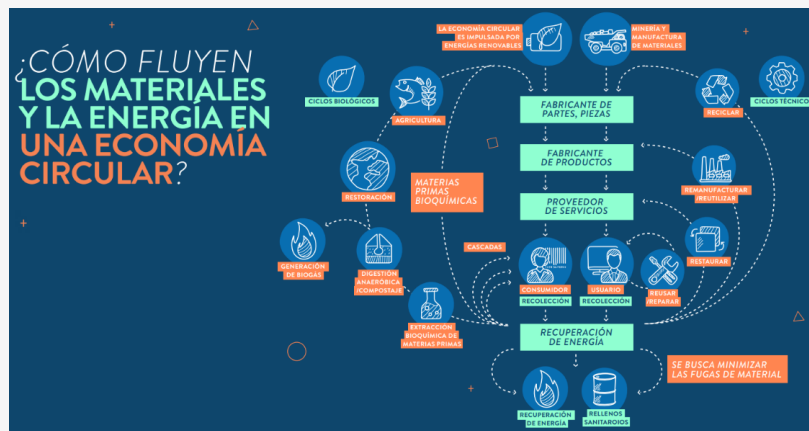 ¿CÓMO FLUYEN
LOS MATERIALES
Y LA ENERGÍA EN
UNA ECONOMÍA
CIRCULAR?
LA ECONOMÍA CIRCULAR
ES IMPULSADA POR
ENERGÍAS RENOVABLES
MINERÍA Y
MANUFACTURA
DE MATERIALES
CICLOS BIOLÓGICOS
AGRICULTURA
FABRICANTE DE
PARTES, PIEZAS
RECICLAR
CICLOS TÉCNICOS
FABRICANTE
DE PRODUCTOS
MATERIAS
PRIMAS
BIOQUÍMICAS
RESTORACIÓN
REMANUFACTURAR
/REUTILIZAR
PROVEEDOR
DE SERVICIOS
CASCADAS
RESTAURAR
GENERACIÓN
DE BIOGÁS
DIGESTIÓN
ANAERÓBICA
/COMPOSTAJE
CONSUMIDOR
RECOLECCIÓN
USUARIO
RECOLECCIÓN
REUSAR
/REPARAR
EXTRACCIÓN
BIOQUÍMICA DE
MATERIAS PRIMAS
RECUPERACIÓN
DE ENERGÍA
SE BUSCA MINIMIZAR
LAS FUGAS DE MATERIAL
RECUPERACIÓN
DE ENERGÍA
RELLENOS
SANITAROIOS